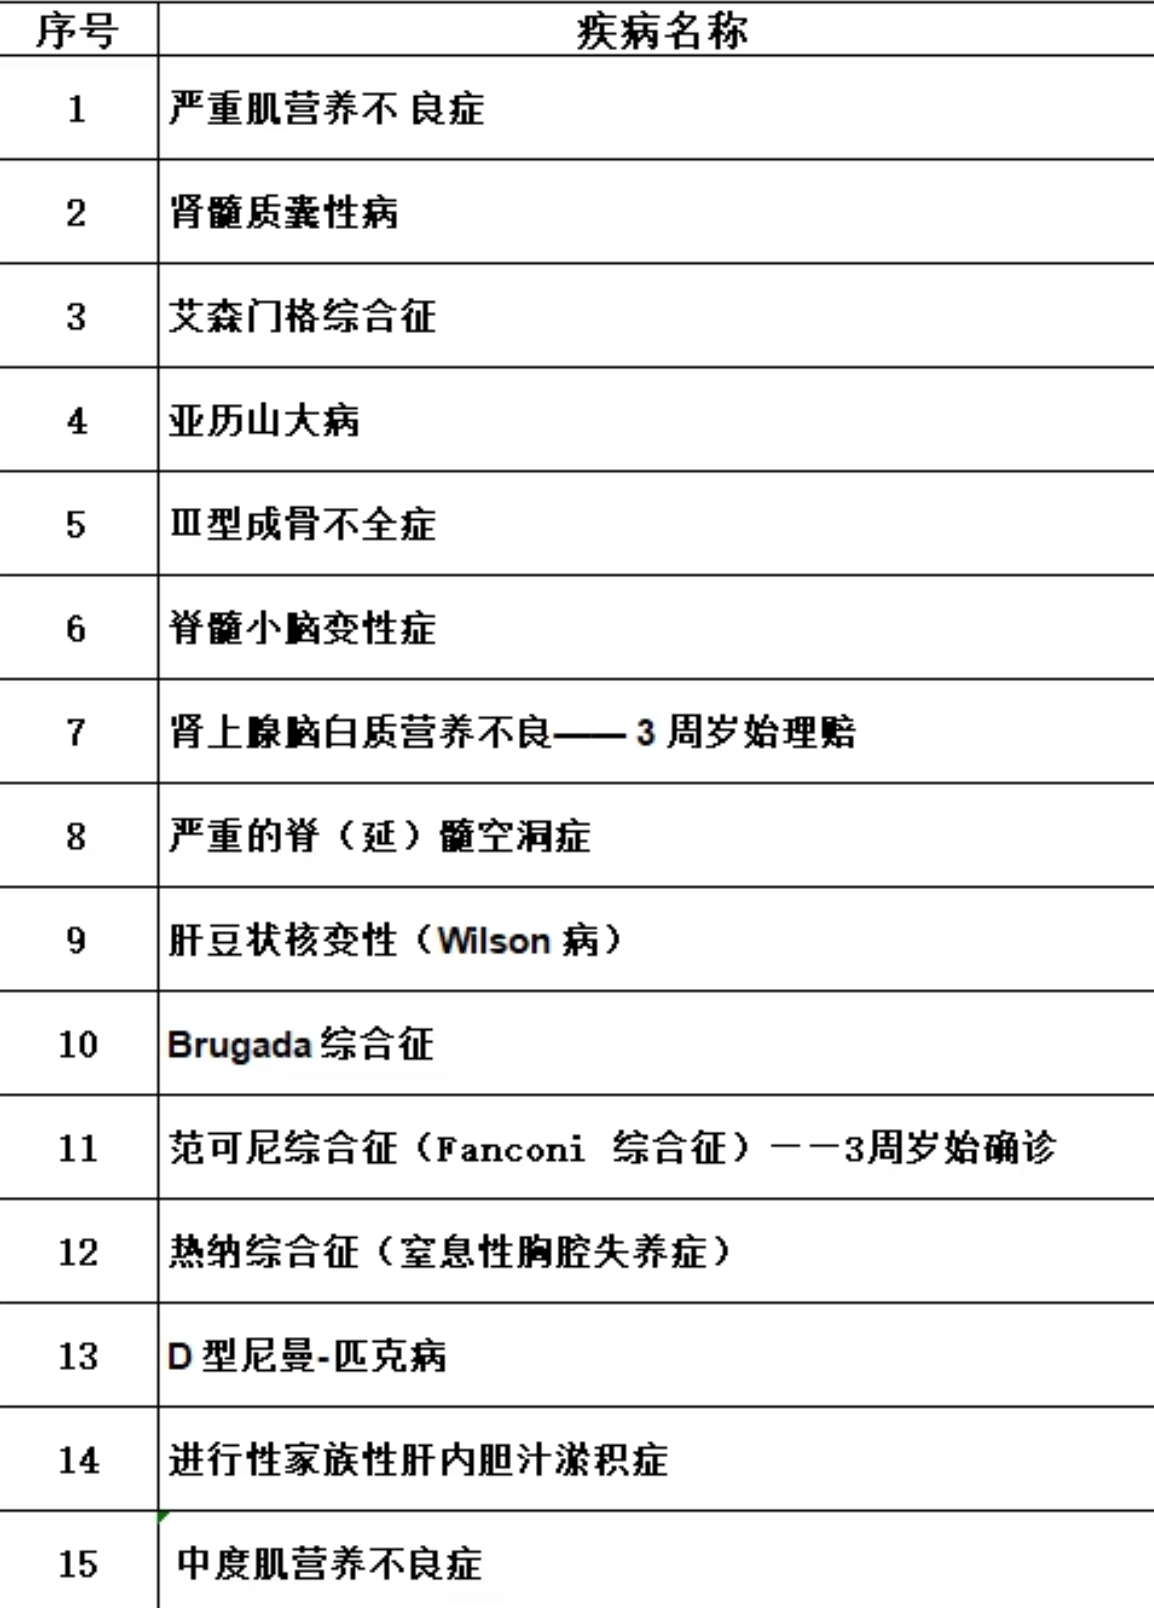 序号 疾病名称
1 严重肌营养不 良症
2 肾髓质囊性病
3 艾森门格综合征
4 亚历山大病
5 Ⅲ型成骨不全症
6 脊髓小脑变性症
7 肾上腺脑白质营养不良—— 3 周岁始理赔
8 严重的脊（延）髓空洞症
9 肝豆状核变性（Wilson 病）
10 Brugada 综合征
11 范可尼综合征（Fanconi 综合征）－－3周岁始确诊
12 热纳综合征（窒息性胸腔失养症）
13 D 型尼曼-匹克病
14 进行性家族性肝内胆汁淤积症
15 中度肌营养不良症